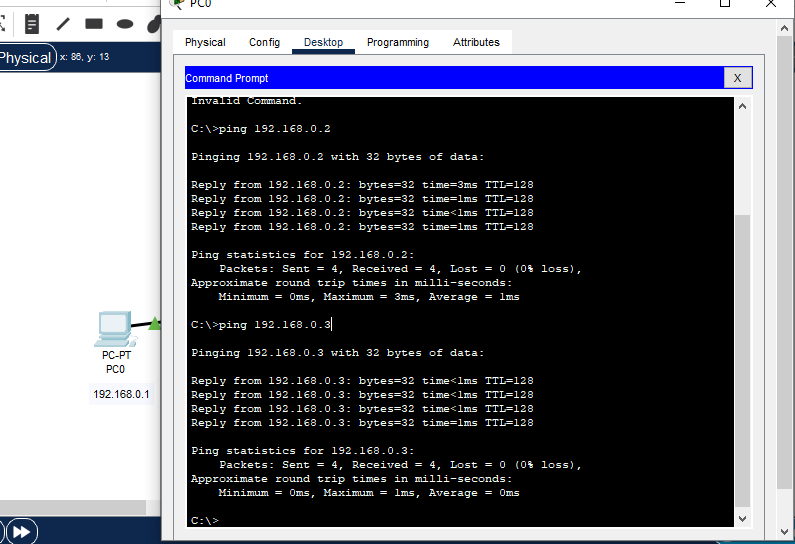 PC0
Physical Config Desktop Programming Attributes
Physical x: 86, y: 13
Command Prompt X
Invalid Command.
C:\>ping 192.168.0.2
Pinging 192.168.0.2 with 32 bytes of data:
Reply from 192.168.0.2: bytes=32 time=3ms TTL=128
Reply from 192.168.0.2: bytes=32 time=1ms TTL=128
Reply from 192.168.0.2: bytes=32 time<1ms TTL=128
Reply from 192.168.0.2: bytes=32 time=1ms TTL=128
Ping statistics for 192.168.0.2:
Packets: Sent = 4, Received = 4, Lost = 0 (0% loss),
Approximate round trip times in milli-seconds:
Minimum = 0ms, Maximum = 3ms, Average = 1ms
C:\>ping 192.168.0.3
Pinging 192.168.0.3 with 32 bytes of data:
Reply from 192.168.0.3: bytes=32 time<1ms TTL=128
Reply from 192.168.0.3: bytes=32 time<1ms TTL=128
Reply from 192.168.0.3: bytes=32 time<1ms TTL=128
Reply from 192.168.0.3: bytes=32 time=1ms TTL=128
Ping statistics for 192.168.0.3:
Packets: Sent = 4, Received = 4, Lost = 0 (0% loss),
Approximate round trip times in milli-seconds:
Minimum = 0ms, Maximum = 1ms, Average = 0ms
C:\>
PC-PT
PC0
192.168.0.1